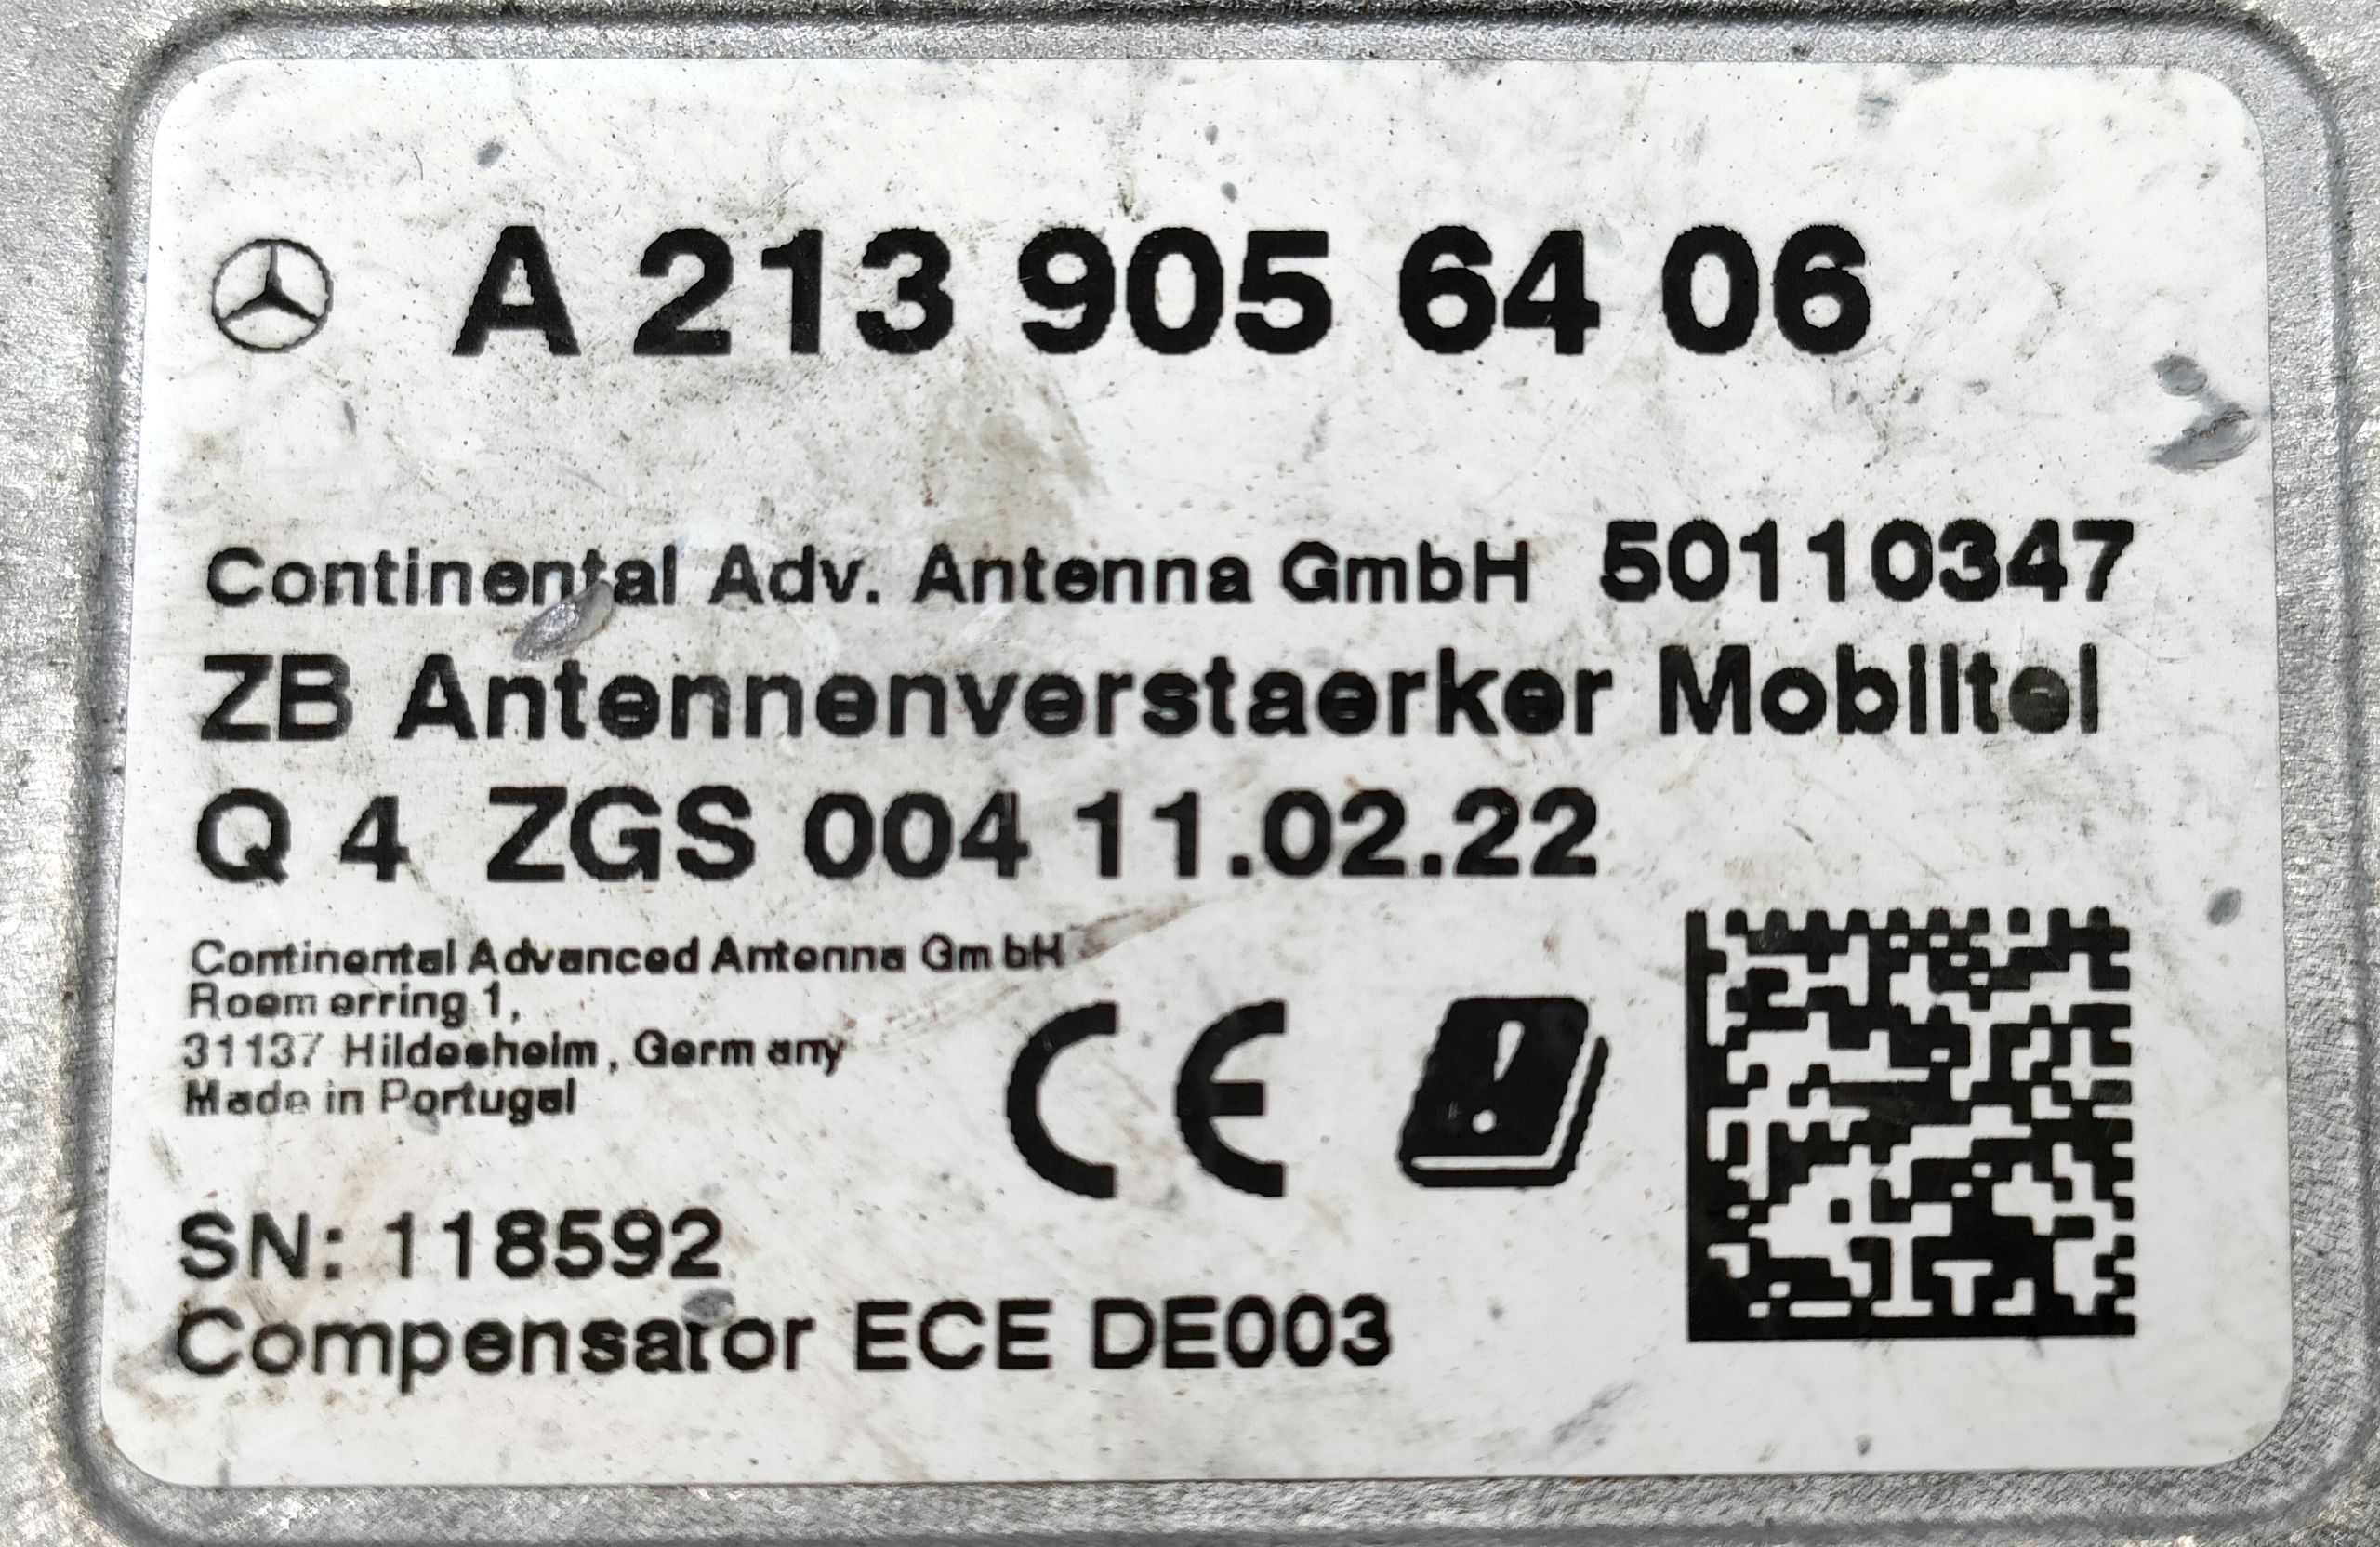 A 213 905 64 06
Continental Adv. Antenna GmbH 50110347
ZB Antennenverstaerker Mobiltel
Q 4 ZGS 004 11.02.22
Continental Advanced Antenna GmbH
Roemerring 1,
31137 Hildesheim, Germany
Made in Portugal
CE
SN: 118592
Compensator ECE DE003